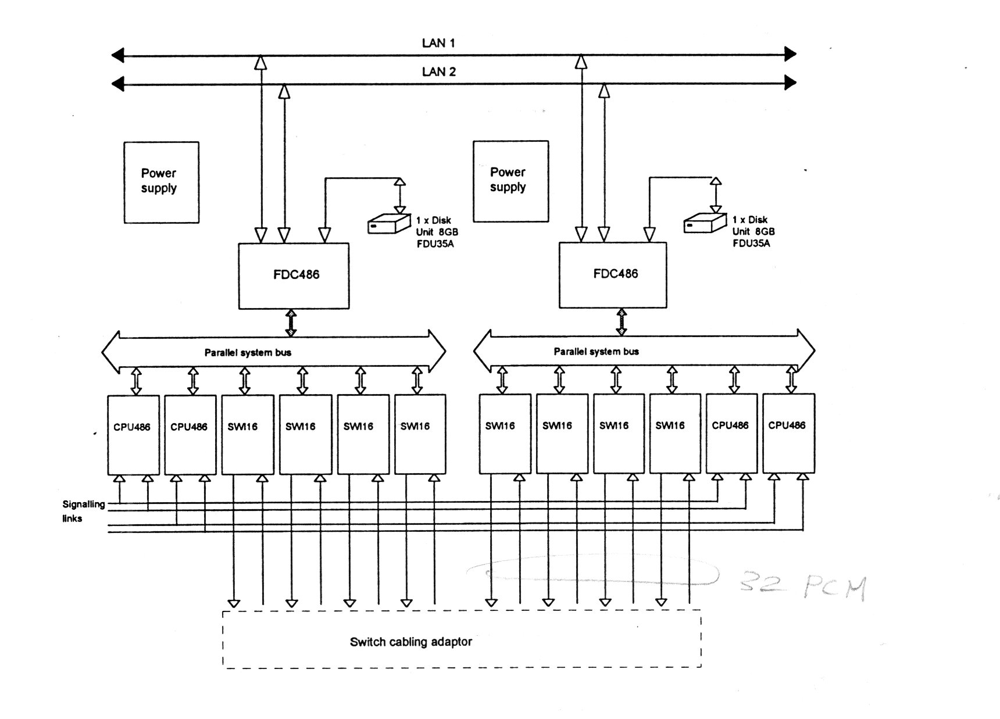 LAN 1
LAN 2
Power
supply
1 x Disk
Unit 8GB
FDU35A
Power
supply
1 x Disk
Unit 8GB
FDU35A
FDC486
FDC486
Parallel system bus
Parallel system bus
CPU486
CPU486
SWI16
SWI16
SWI16
SWI16
SWI16
SWI16
SWI16
SWI16
CPU486
CPU486
Signalling
links
32 PCM
Switch cabling adaptor